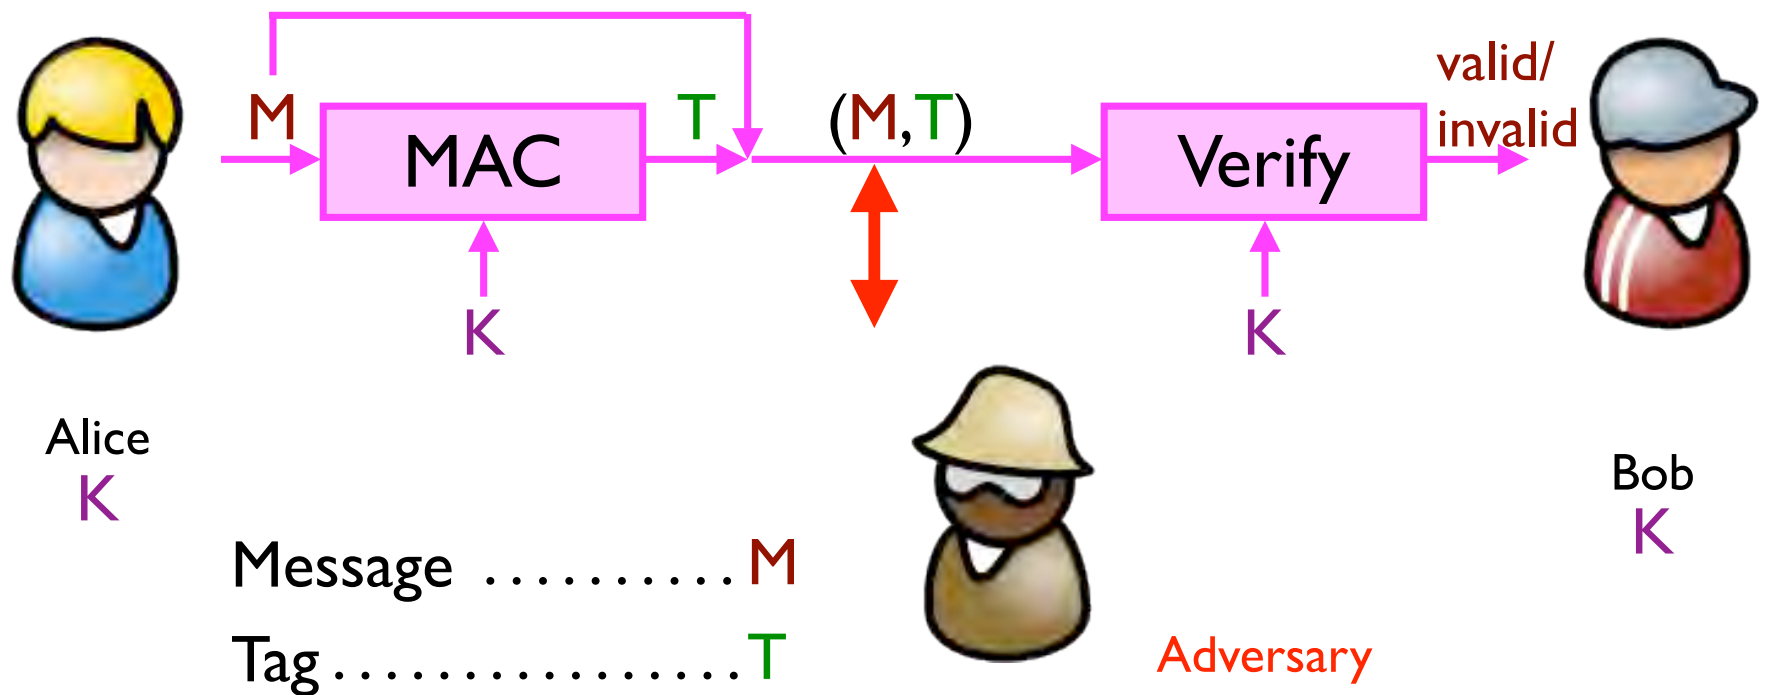 valid/
M
T
(M,T)
invalid
MAC
Verify
K
K
Alice
K
Bob
K
Message .......... M
Tag ................ T
Adversary